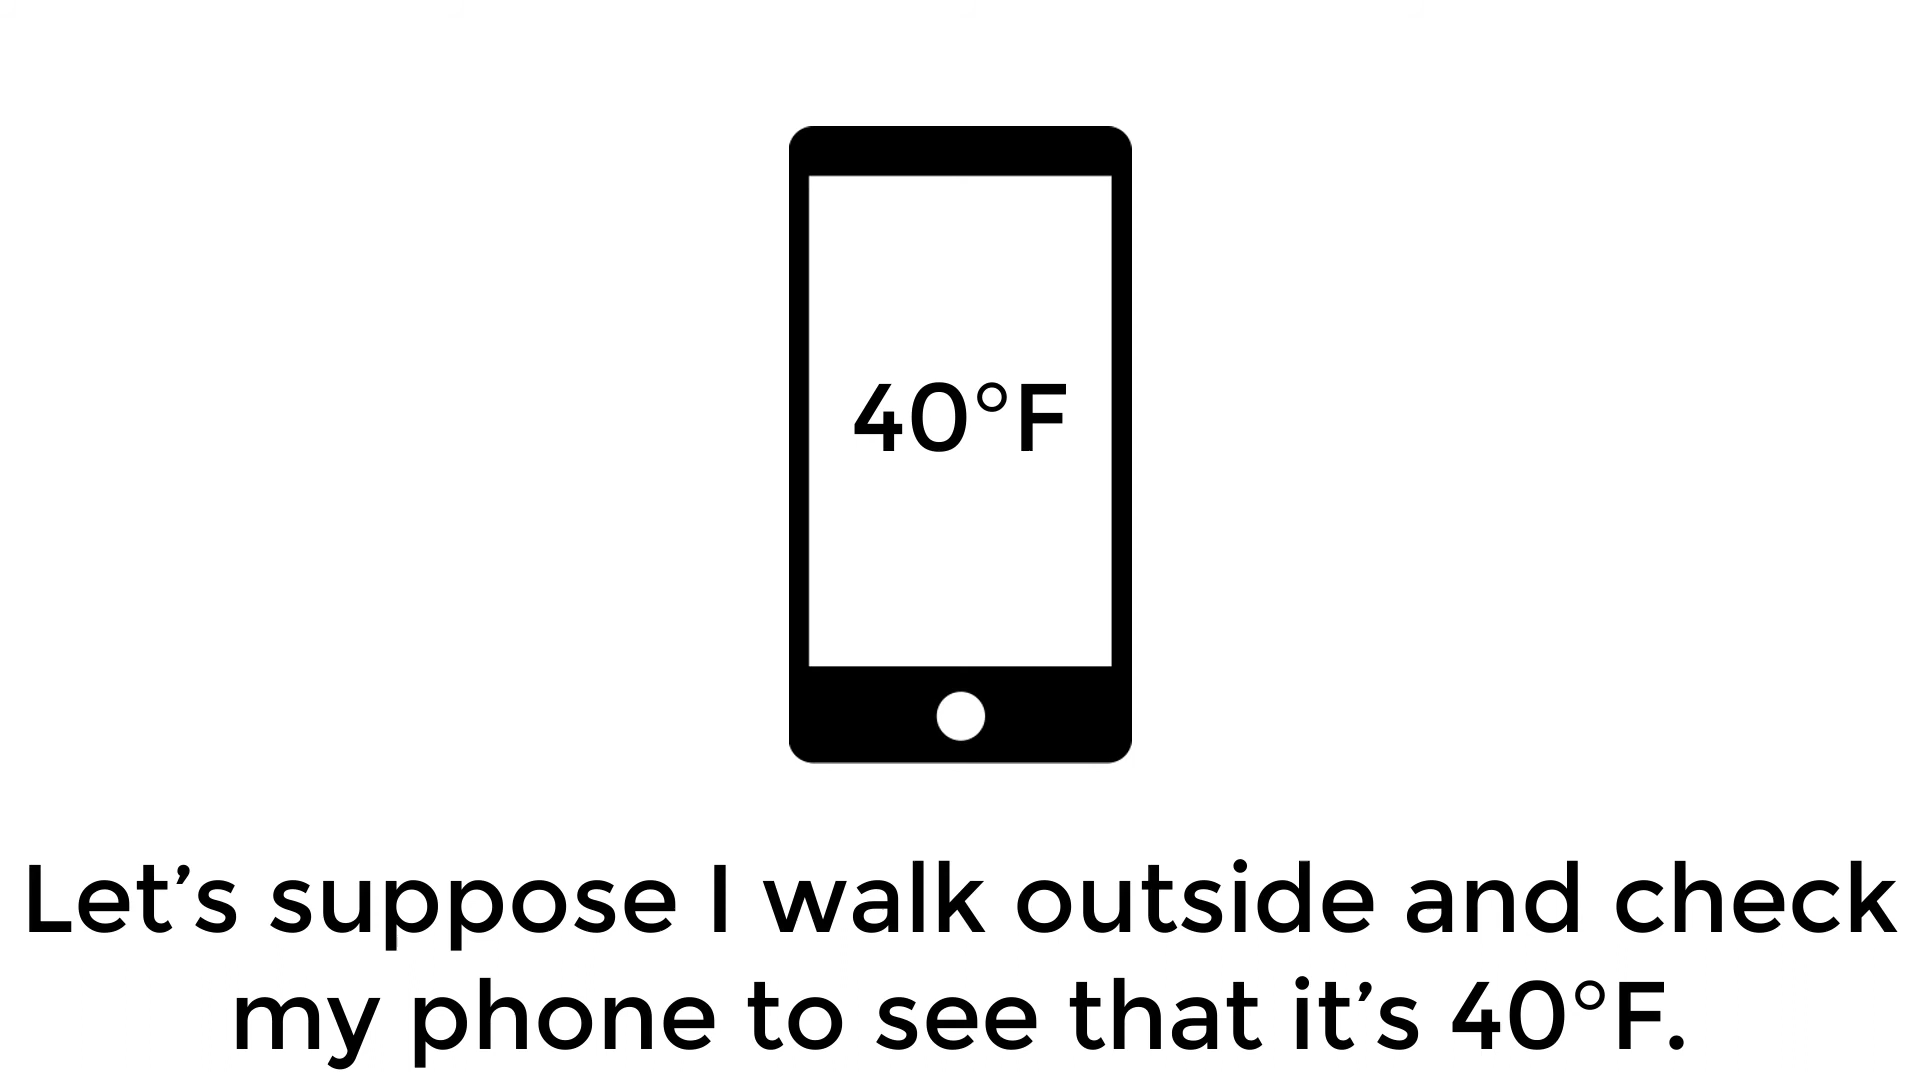 40°F
Let’s suppose I walk outside and check
my phone to see that it’s 40°F.